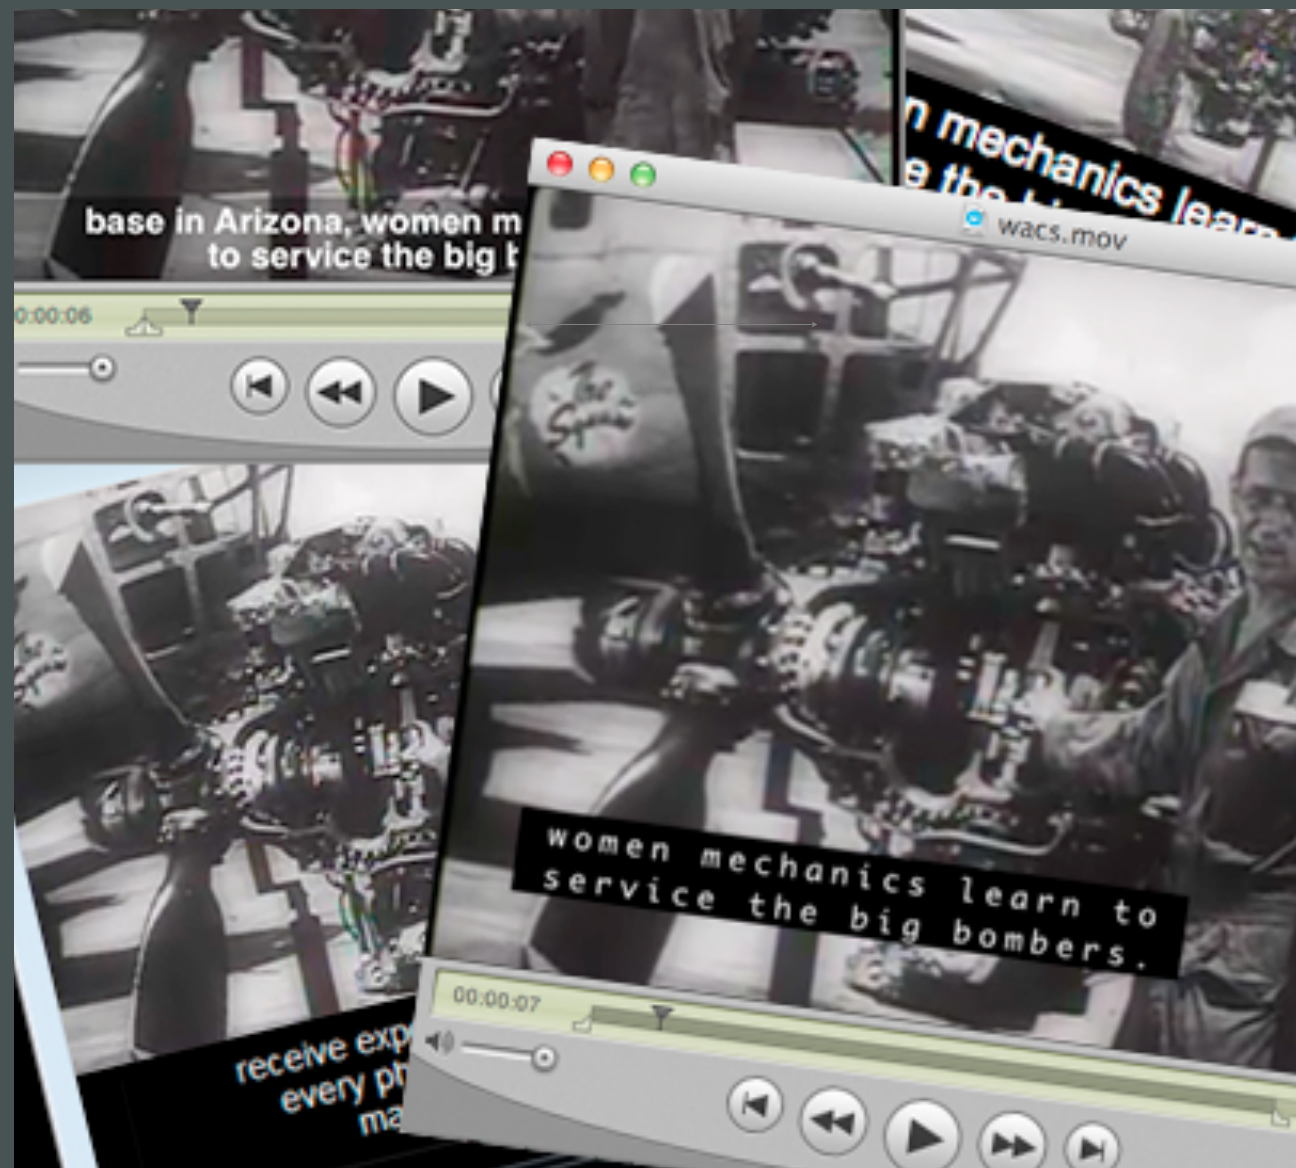 base in Arizona, women m
to service the big b
0:00:06
n mechanics learn
e the
wacs.mov
The
women mechanics learn to
service the big bombers.
00:00:07
receive exp
every ph
ma